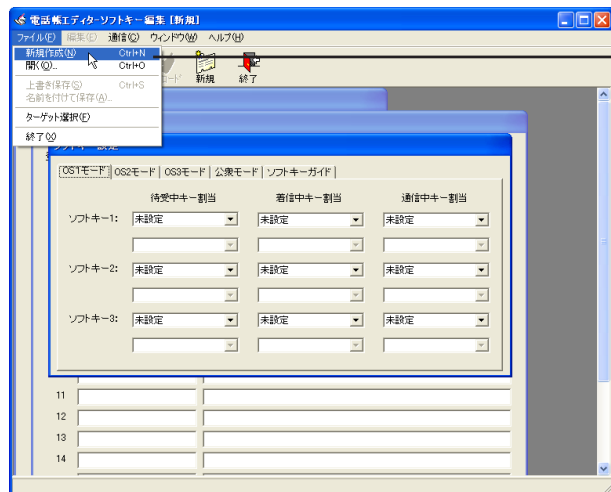 電話帳エディター-ソフトキー編集 [新規]
ファイル(F) 編集(E) 通信(C) ウィンドウ(W) ヘルプ(H)
新規作成(N) Ctrl+N
開く(O)... Ctrl+O
上書き保存(S) Ctrl+S
名前を付けて保存(A)...
ターゲット選択(E)
終了(X)
新規 終了
OS1モード OS2モード OS3モード 公衆モード ソフトキーガイド
待受中キー割当 着信中キー割当 通信中キー割当
ソフトキー1: 未設定 未設定 未設定
ソフトキー2: 未設定 未設定 未設定
ソフトキー3: 未設定 未設定 未設定
11
12
13
14